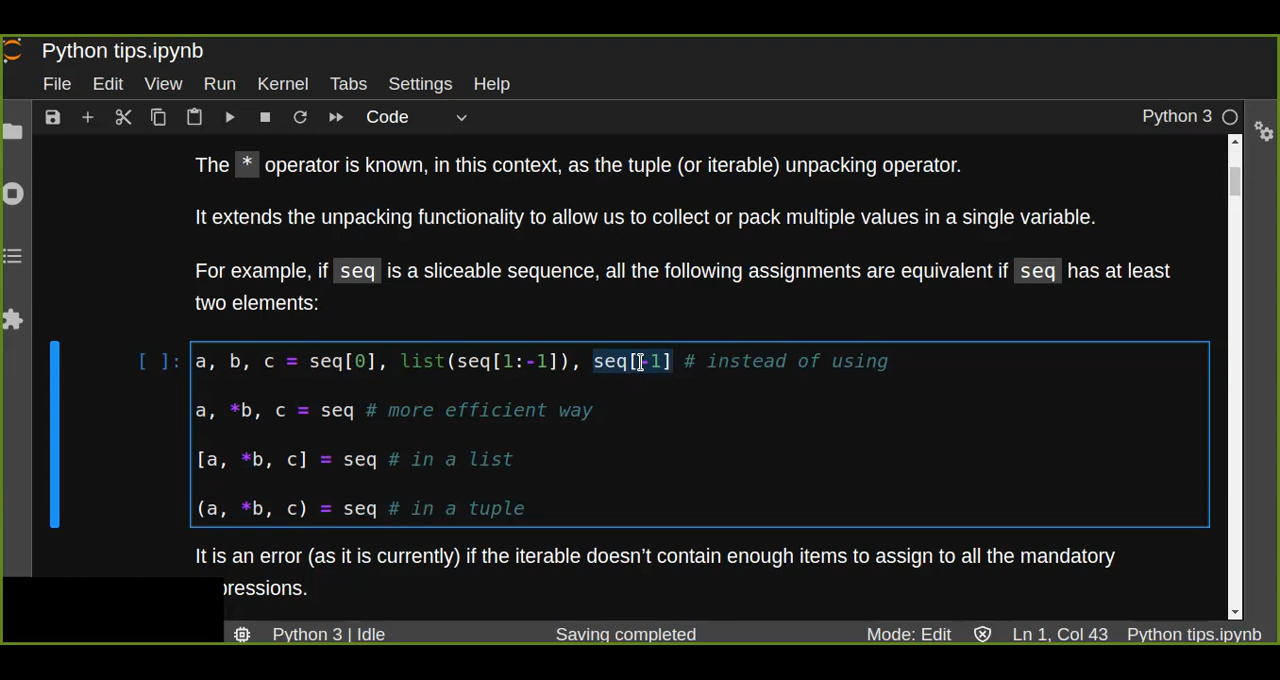 Python tips.ipynb
File Edit View Run Kernel Tabs Settings Help
Code Python 3
The * operator is known, in this context, as the tuple (or iterable) unpacking operator.
It extends the unpacking functionality to allow us to collect or pack multiple values in a single variable.
For example, if seq is a sliceable sequence, all the following assignments are equivalent if seq has at least
two elements:
[ ]: a, b, c = seq[0], list(seq[1:-1]), seq[-1] # instead of using
a, *b, c = seq # more efficient way
[a, *b, c] = seq # in a list
(a, *b, c) = seq # in a tuple
It is an error (as it is currently) if the iterable doesn’t contain enough items to assign to all the mandatory
pressions.
Python 3 | Idle Saving completed Mode: Edit Ln 1, Col 43 Python tips.ipynb